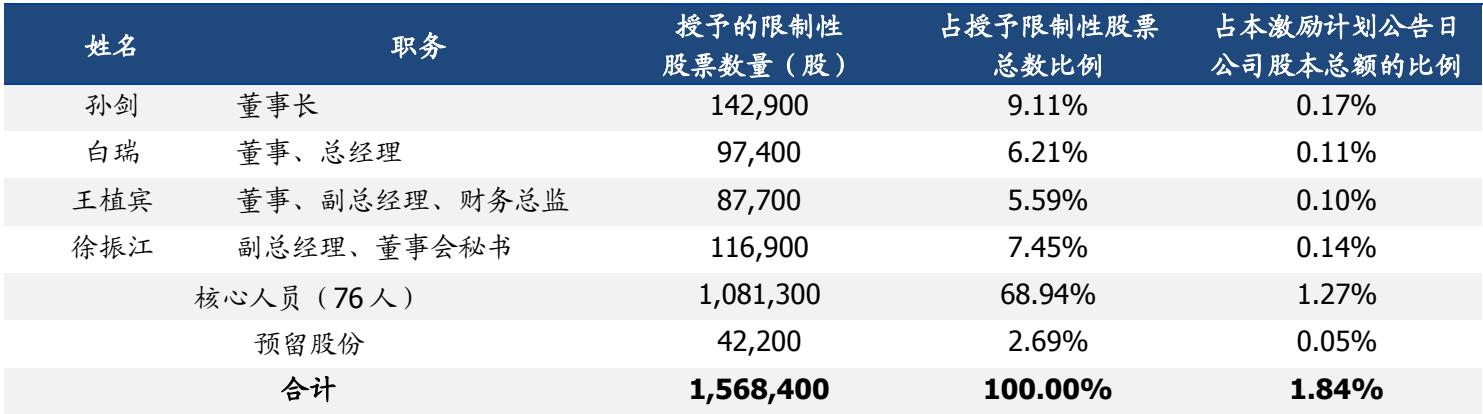 姓名 职务 授予的限制性股票数量（股） 占授予限制性股票总数比例 占本激励计划公告日公司股本总额的比例
孙剑 董事长 142,900 9.11% 0.17%
白瑞 董事、总经理 97,400 6.21% 0.11%
王植宾 董事、副总经理、财务总监 87,700 5.59% 0.10%
徐振江 副总经理、董事会秘书 116,900 7.45% 0.14%
核心人员（76人） 1,081,300 68.94% 1.27%
预留股份 42,200 2.69% 0.05%
合计 1,568,400 100.00% 1.84%